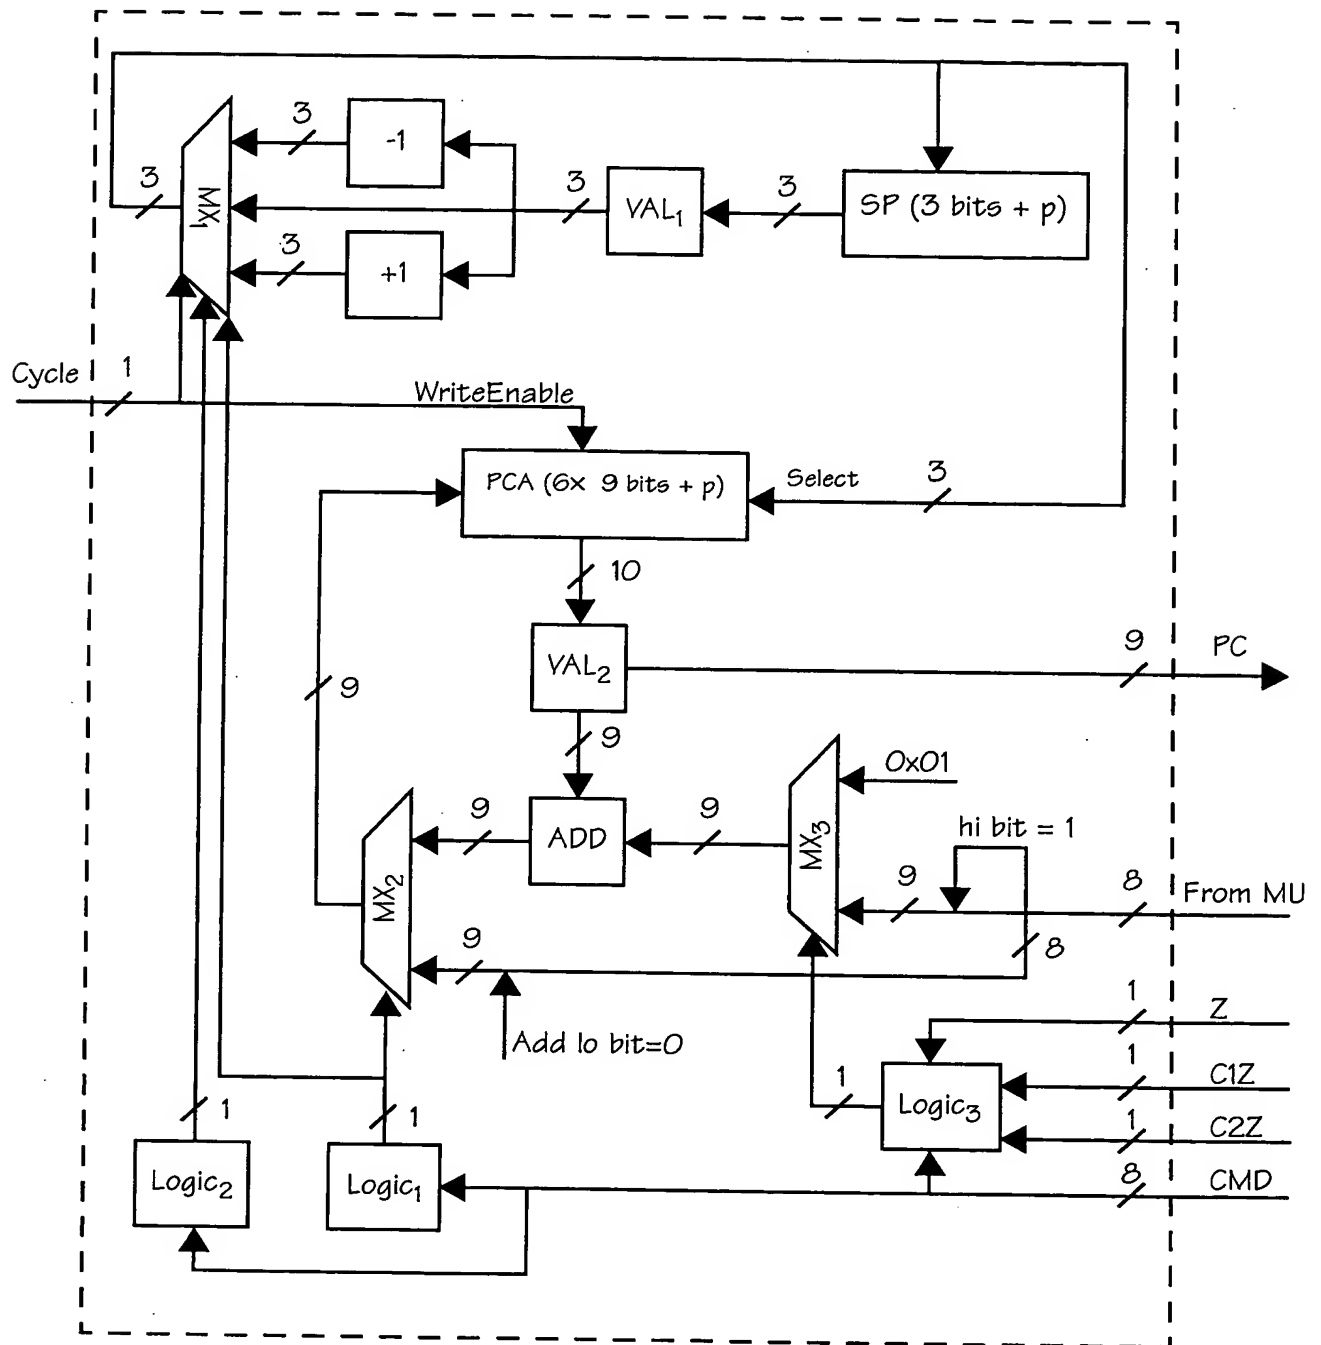 3
-1
3
MX1
3
VAL1
3
SP (3 bits + p)
3
+1
Cycle
1
WriteEnable
PCA (6x 9 bits + p)
Select
3
10
VAL2
9
PC
9
9
0x01
9
ADD
9
MX3
hi bit = 1
MX2
9
8
From MU
9
8
Add lo bit=0
1
Z
1
C1Z
1
Logic3
1
C2Z
1
1
8
CMD
Logic2
Logic1